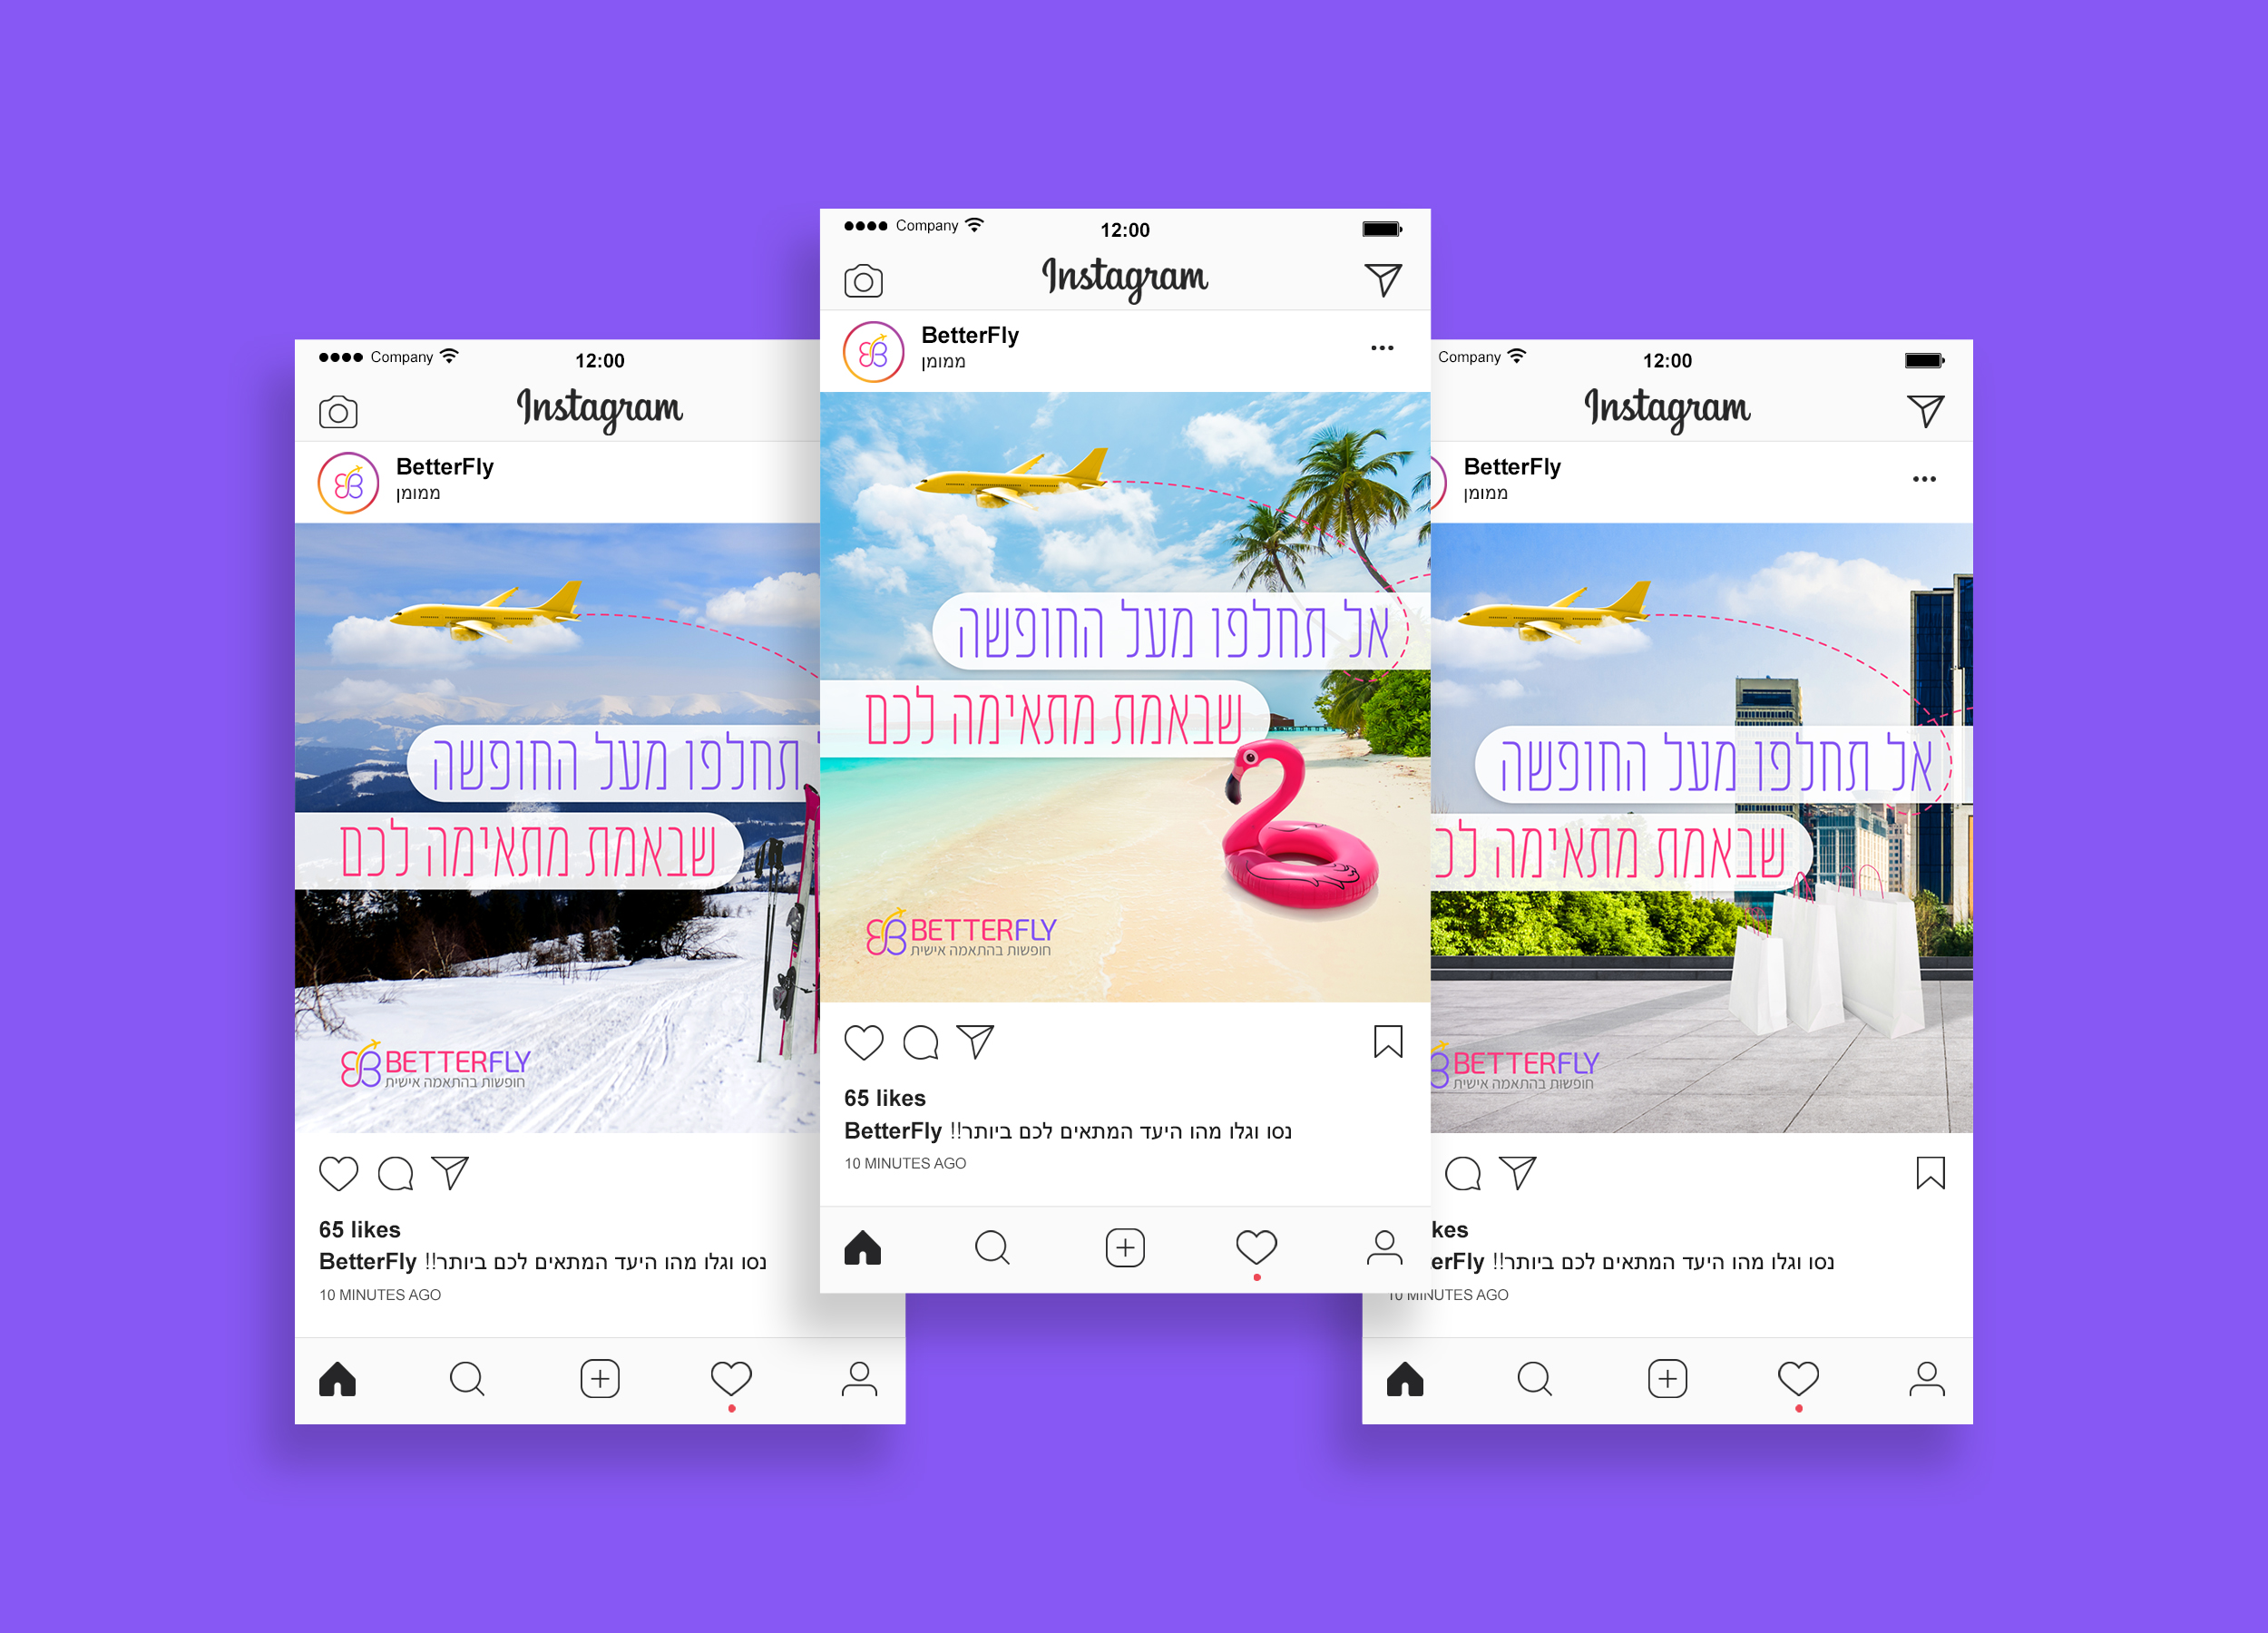 Company 12:00
Instagram
BetterFly
ממומן
תחלפו מעל החופשה
שבאמת מתאימה לכם
BETTERFLY
חופשות בהתאמה אישית
65 likes
BetterFly נסו וגלו מהו היעד המתאים לכם ביותר!!
10 MINUTES AGO
Company 12:00
Instagram
BetterFly
ממומן
אל תחלפו מעל החופשה
שבאמת מתאימה לכם
BETTERFLY
חופשות בהתאמה אישית
65 likes
BetterFly נסו וגלו מהו היעד המתאים לכם ביותר!!
10 MINUTES AGO
Company 12:00
Instagram
BetterFly
ממומן
אל תחלפו מעל החופשה
שבאמת מתאימה לכ
BETTERFLY
חופשות בהתאמה אישית
kes
erFly נסו וגלו מהו היעד המתאים לכם ביותר!!
10 MINUTES AGO